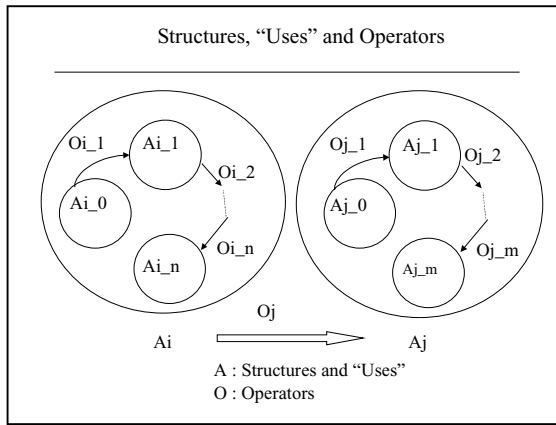 Structures, “Uses” and Operators
Oi_1
Ai_1
Oi_2
Ai_0
Ai_n
Oi_n
Oj_1
Aj_1
Oj_2
Aj_0
Aj_m
Oj_m
Oj
Ai
Aj
A : Structures and “Uses”
O : Operators